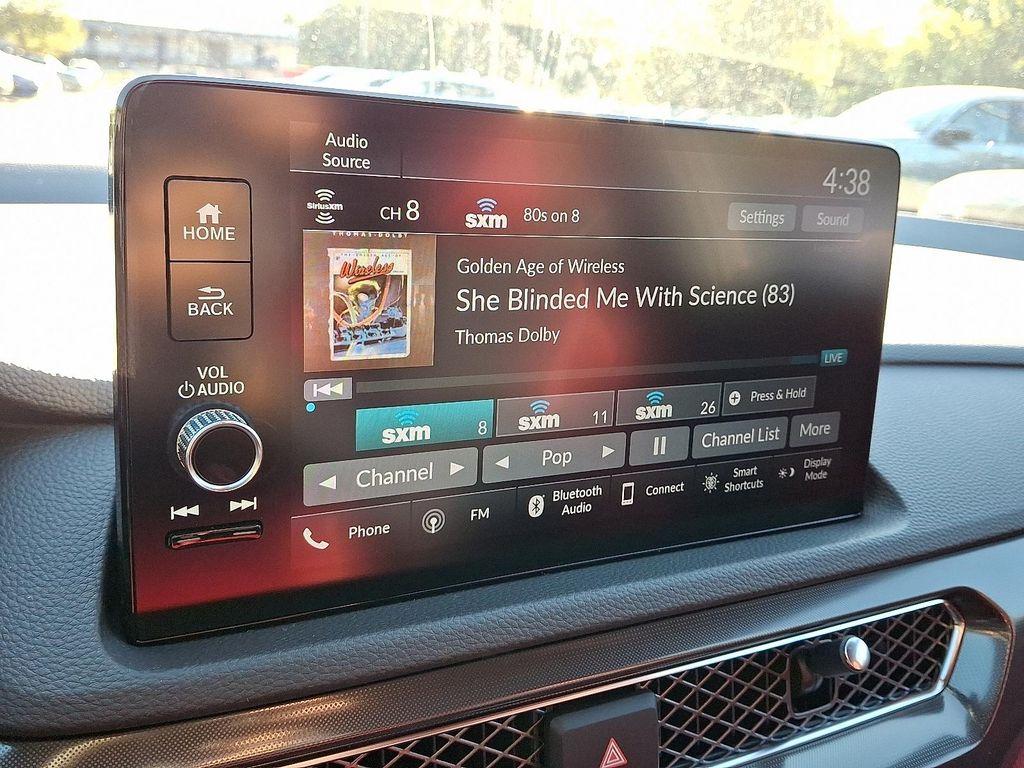 Audio
Source
4:38
SiriusXM
CH 8
sxm
80s on 8
Settings
Sound
HOME
BACK
VOL
AUDIO
THOMAS DOLBY
Wireless
Golden Age of Wireless
She Blinded Me With Science (83)
Thomas Dolby
LIVE
sxm 8
sxm 11
sxm 26
Press & Hold
Channel
Pop
Channel List
More
Phone
FM
Bluetooth
Audio
Connect
Smart
Shortcuts
Display
Mode